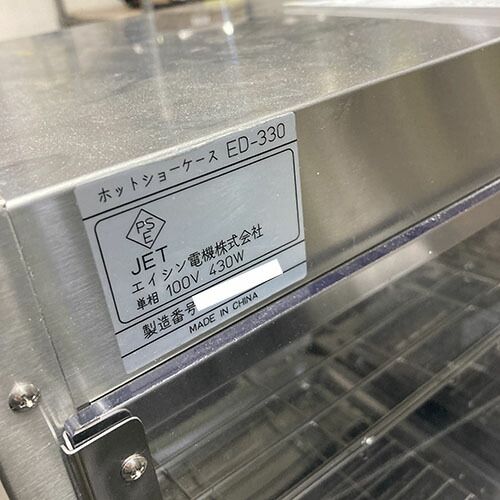 ホットショーケース ED-330
PS
E
JET
エイシン電機株式会社
単相 100V 430W
製造番号
MADE IN CHINA